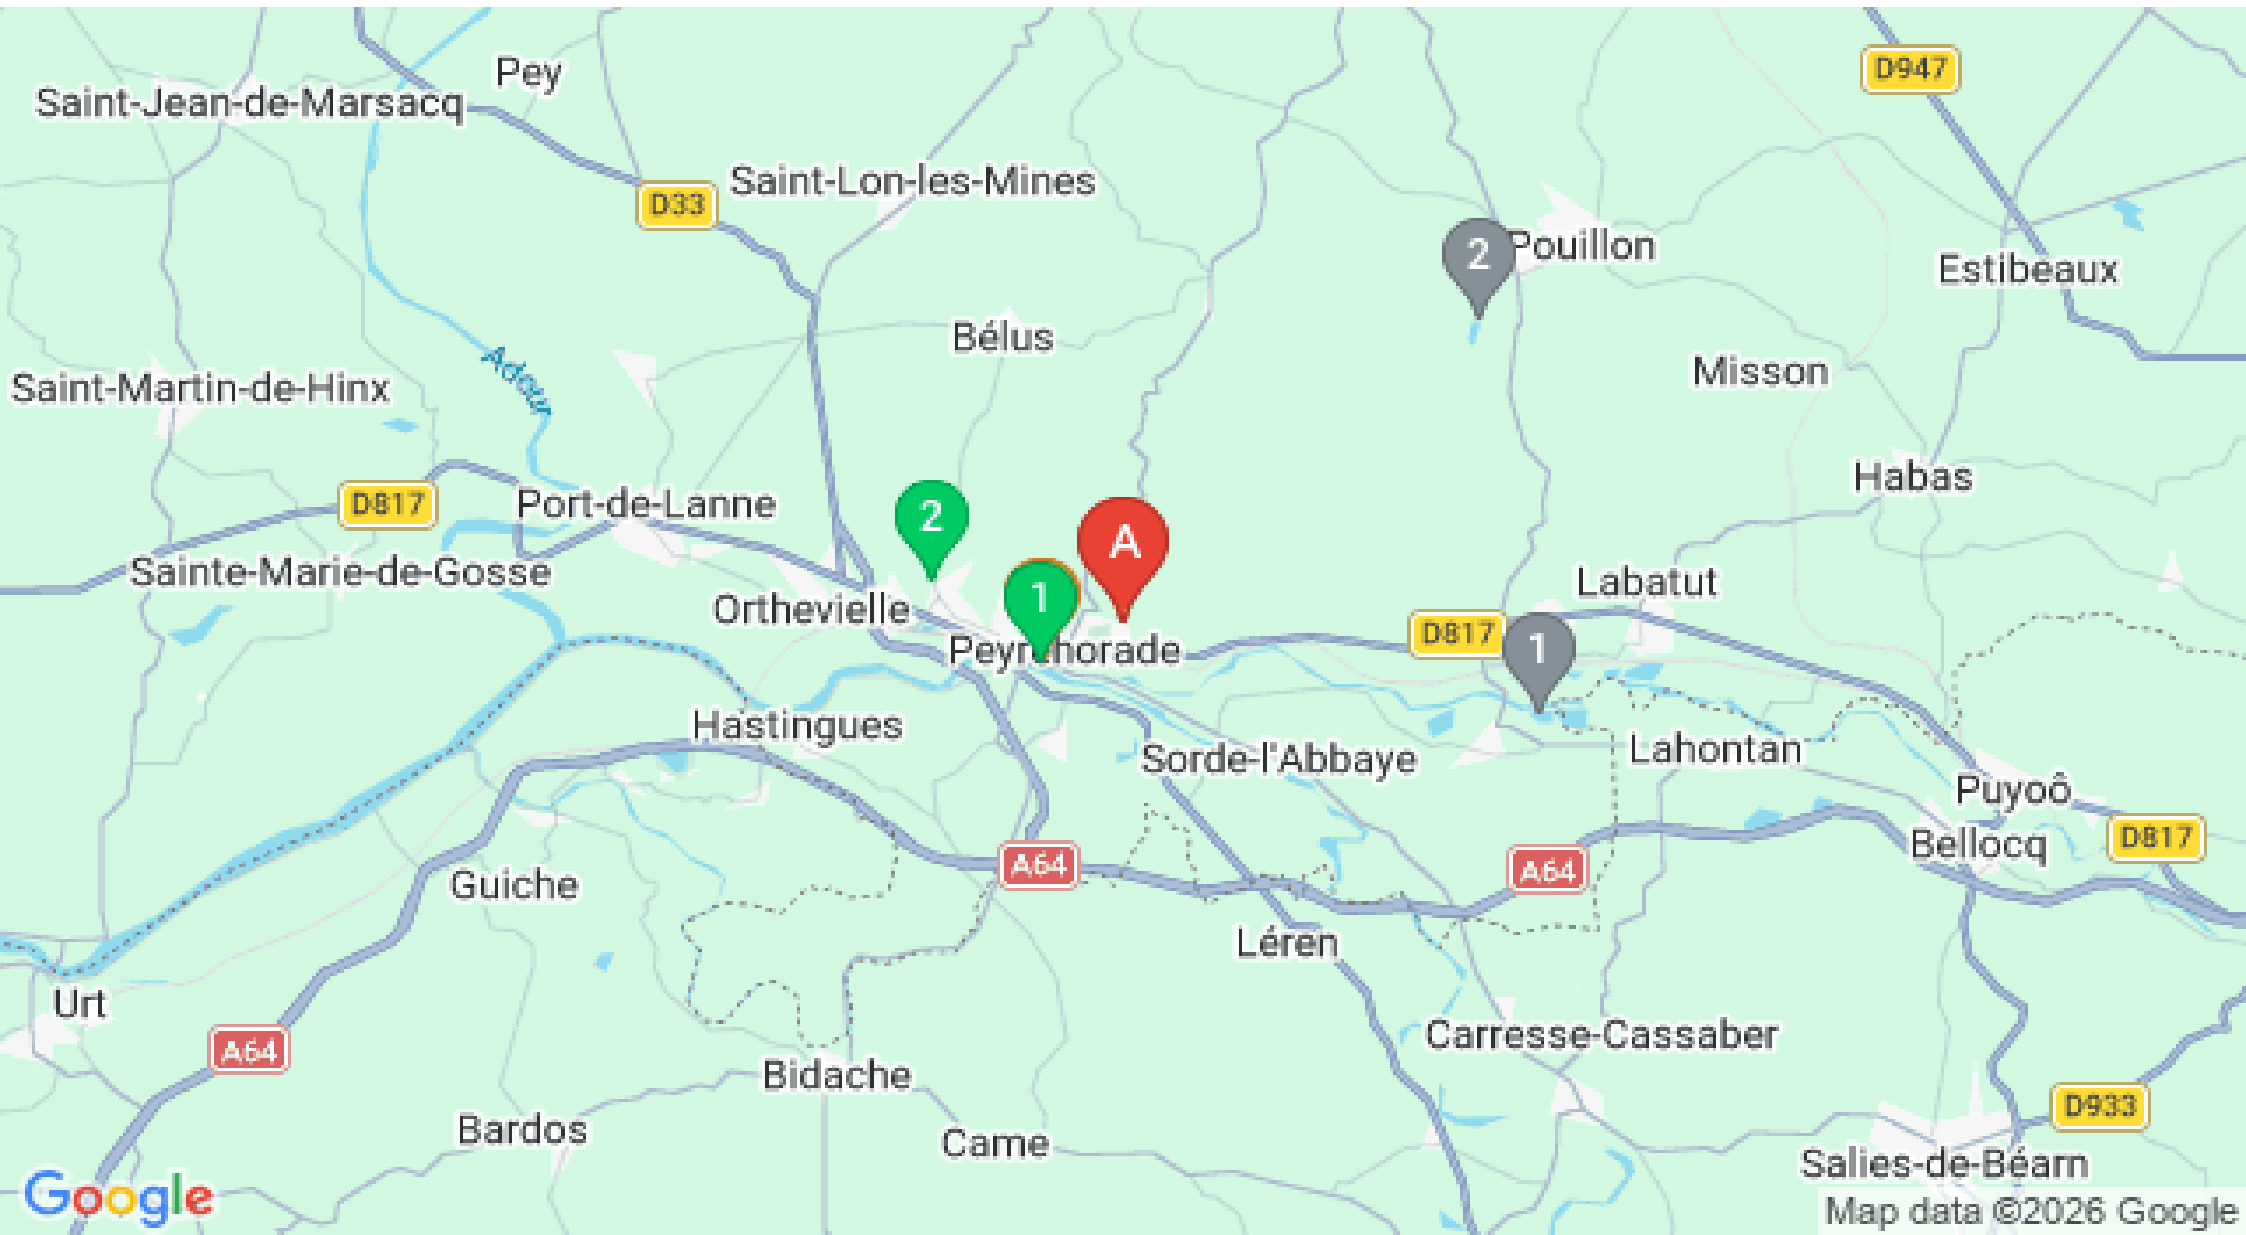 Pey
D947
Saint-Jean-de-Marsacq
Saint-Lon-les-Mines
D33
2
Pouillon
Estibeaux
Bélus
Adour
Misson
Saint-Martin-de-Hinx
Habas
D817
Port-de-Lanne
2
A
Sainte-Marie-de-Gosse
Labatut
1
Orthevielle
D817
1
Peyrehorade
Hastingues
Lahontan
Sorde-l'Abbaye
Puyoô
D817
Bellocq
A64
A64
Guiche
Léren
Urt
Carresse-Cassaber
A64
Bidache
D933
Bardos
Came
Salies-de-Béarn
Google
Map data ©2026 Google